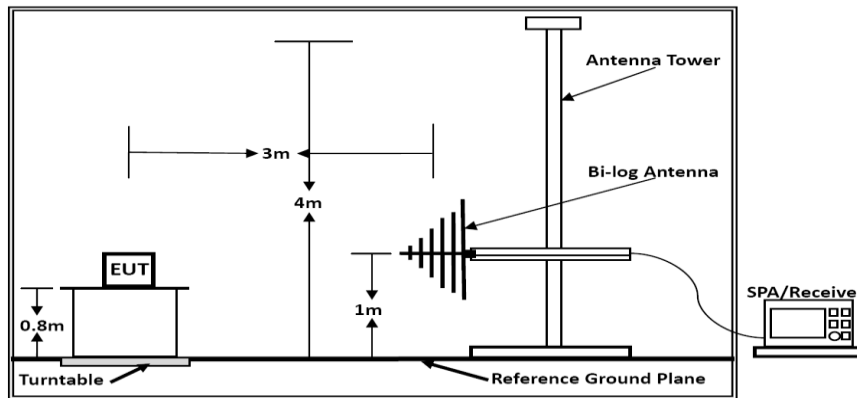 Antenna Tower
3m
Bi-log Antenna
4m
EUT
1m
0.8m
SPA/Receive
Turntable
Reference Ground Plane